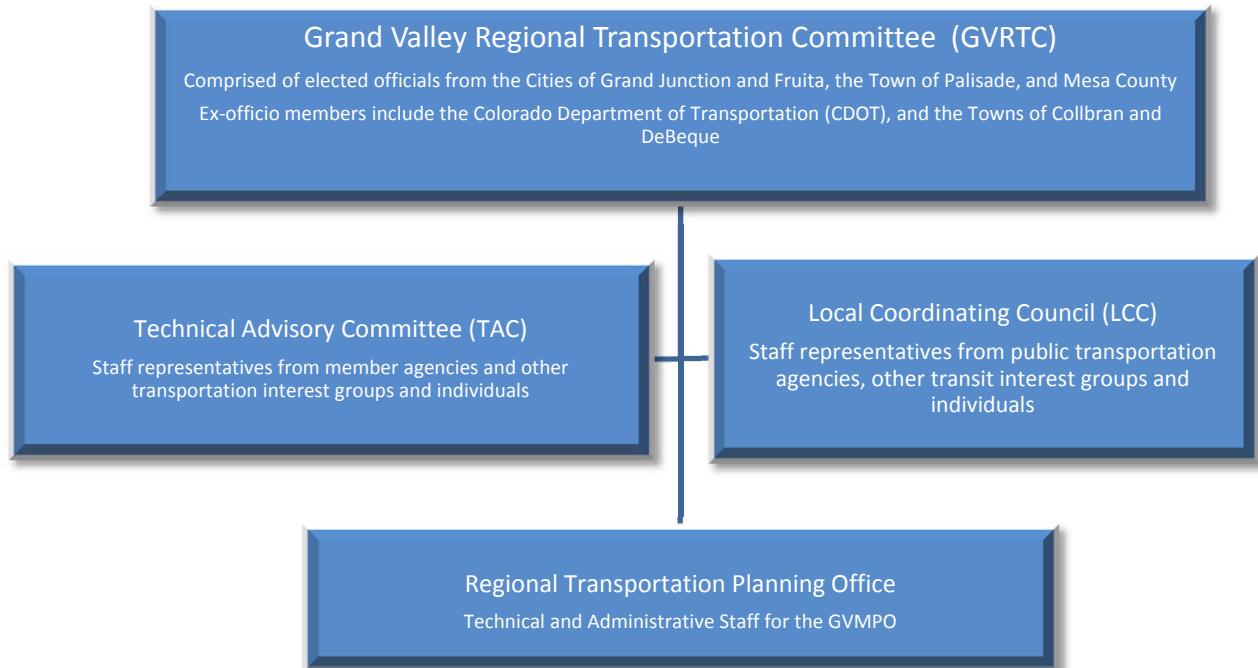 Grand Valley Regional Transportation Committee (GVRTC)
Comprised of elected officials from the Cities of Grand Junction and Fruita, the Town of Palisade, and Mesa County
Ex-officio members include the Colorado Department of Transportation (CDOT), and the Towns of Collbran and
DeBeque
Technical Advisory Committee (TAC)
Staff representatives from member agencies and other
transportation interest groups and individuals
Local Coordinating Council (LCC)
Staff representatives from public transportation
agencies, other transit interest groups and
individuals
Regional Transportation Planning Office
Technical and Administrative Staff for the GVMPO